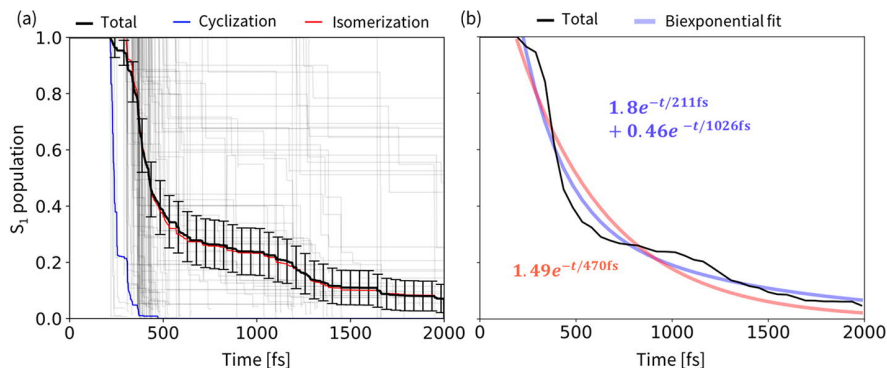 (a)
Total
Cyclization
Isomerization
S₁ population
1.0
0.8
0.6
0.4
0.2
0.0
0
500
1000
1500
2000
Time [fs]
(b)
Total
Biexponential fit
1.8e^{-t/211fs}
+ 0.46e^{-t/1026fs}
1.49e^{-t/470fs}
0
500
1000
1500
2000
Time [fs]